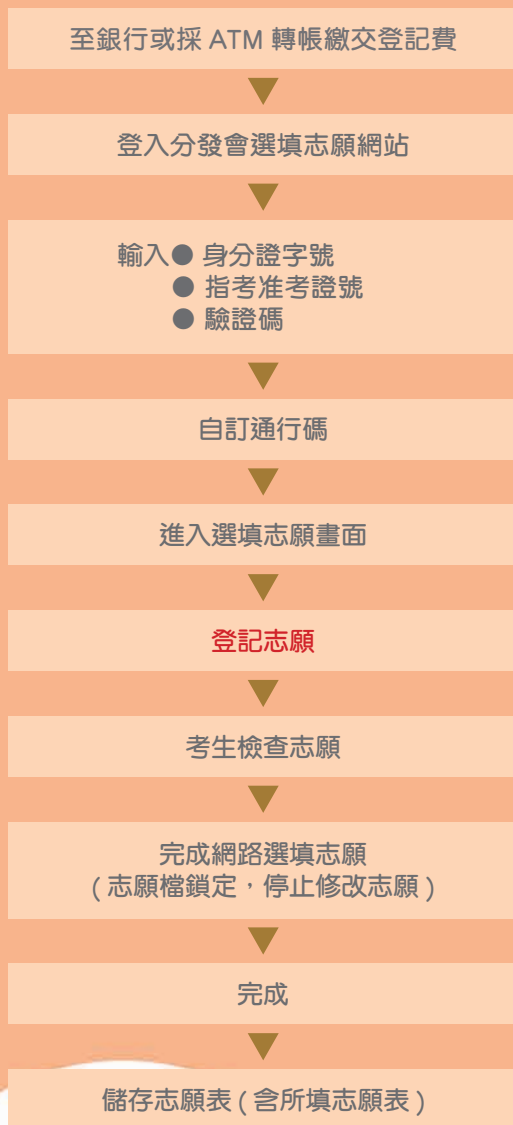 至銀行或採 ATM 轉帳繳交登記費
登入分發會選填志願網站
輸入● 身分證字號
● 指考准考證號
● 驗證碼
自訂通行碼
進入選填志願畫面
登記志願
考生檢查志願
完成網路選填志願
( 志願檔鎖定，停止修改志願 )
完成
儲存志願表 ( 含所填志願表 )